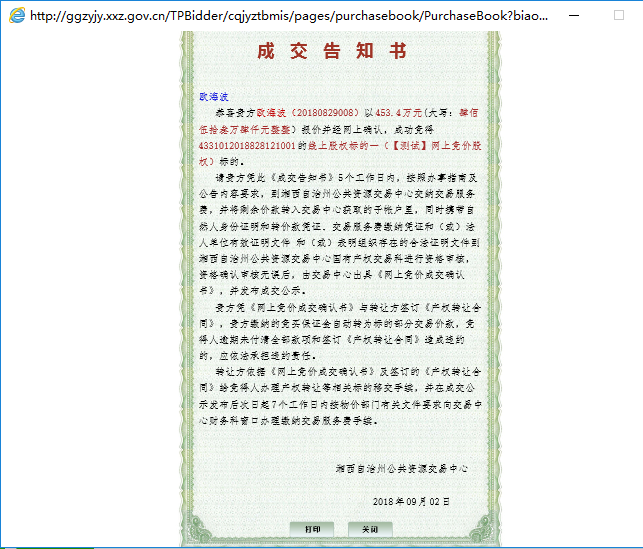 http://ggzyjy.xxz.gov.cn/TPBidder/cqjyztbmis/pages/purchasebook/PurchaseBook?biao...
成 交 告 知 书
欧海波
恭喜贵方欧海波（20180829008）以453.4万元(大写：肆佰
伍拾叁万肆仟元整整）报价并经网上确认，成功竞得
4331012018828121001的线上股权标的一（【测试】网上竞价股
权）标的。
请贵方凭此《成交告知书》5个工作日内，按照办事指南及
公告内容要求，到湘西自治州公共资源交易中心交纳交易服务
费，并将剩余价款转入交易中心获取的子帐户里，同时携带自
然人身份证明和转价款凭证、交易服务费缴纳凭证和（或）法
人单位有效证明文件 和（或）表明组织存在的合法证明文件到
湘西自治州公共资源交易中心国有产权交易科进行资格审核，
资格确认审核无误后，由交易中心出具《网上竞价成交确认
书》，并发布成交公示。
贵方凭《网上竞价成交确认书》与转让方签订《产权转让合
同》，贵方缴纳的竞买保证金自动转为标的部分交易价款，竞
得人逾期未付清全部款项和签订《产权转让合同》造成违约
的，应依法承担违约责任。
转让方依据《网上竞价成交确认书》及签订的《产权转让合
同》给竞得人办理产权转让等相关标的移交手续，并在成交公
示发布后次日起7个工作日内按物价部门有关文件要求向交易中
心财务科窗口办理缴纳交易服务费手续。
湘西自治州公共资源交易中心
2018年09月02日
打印 关闭